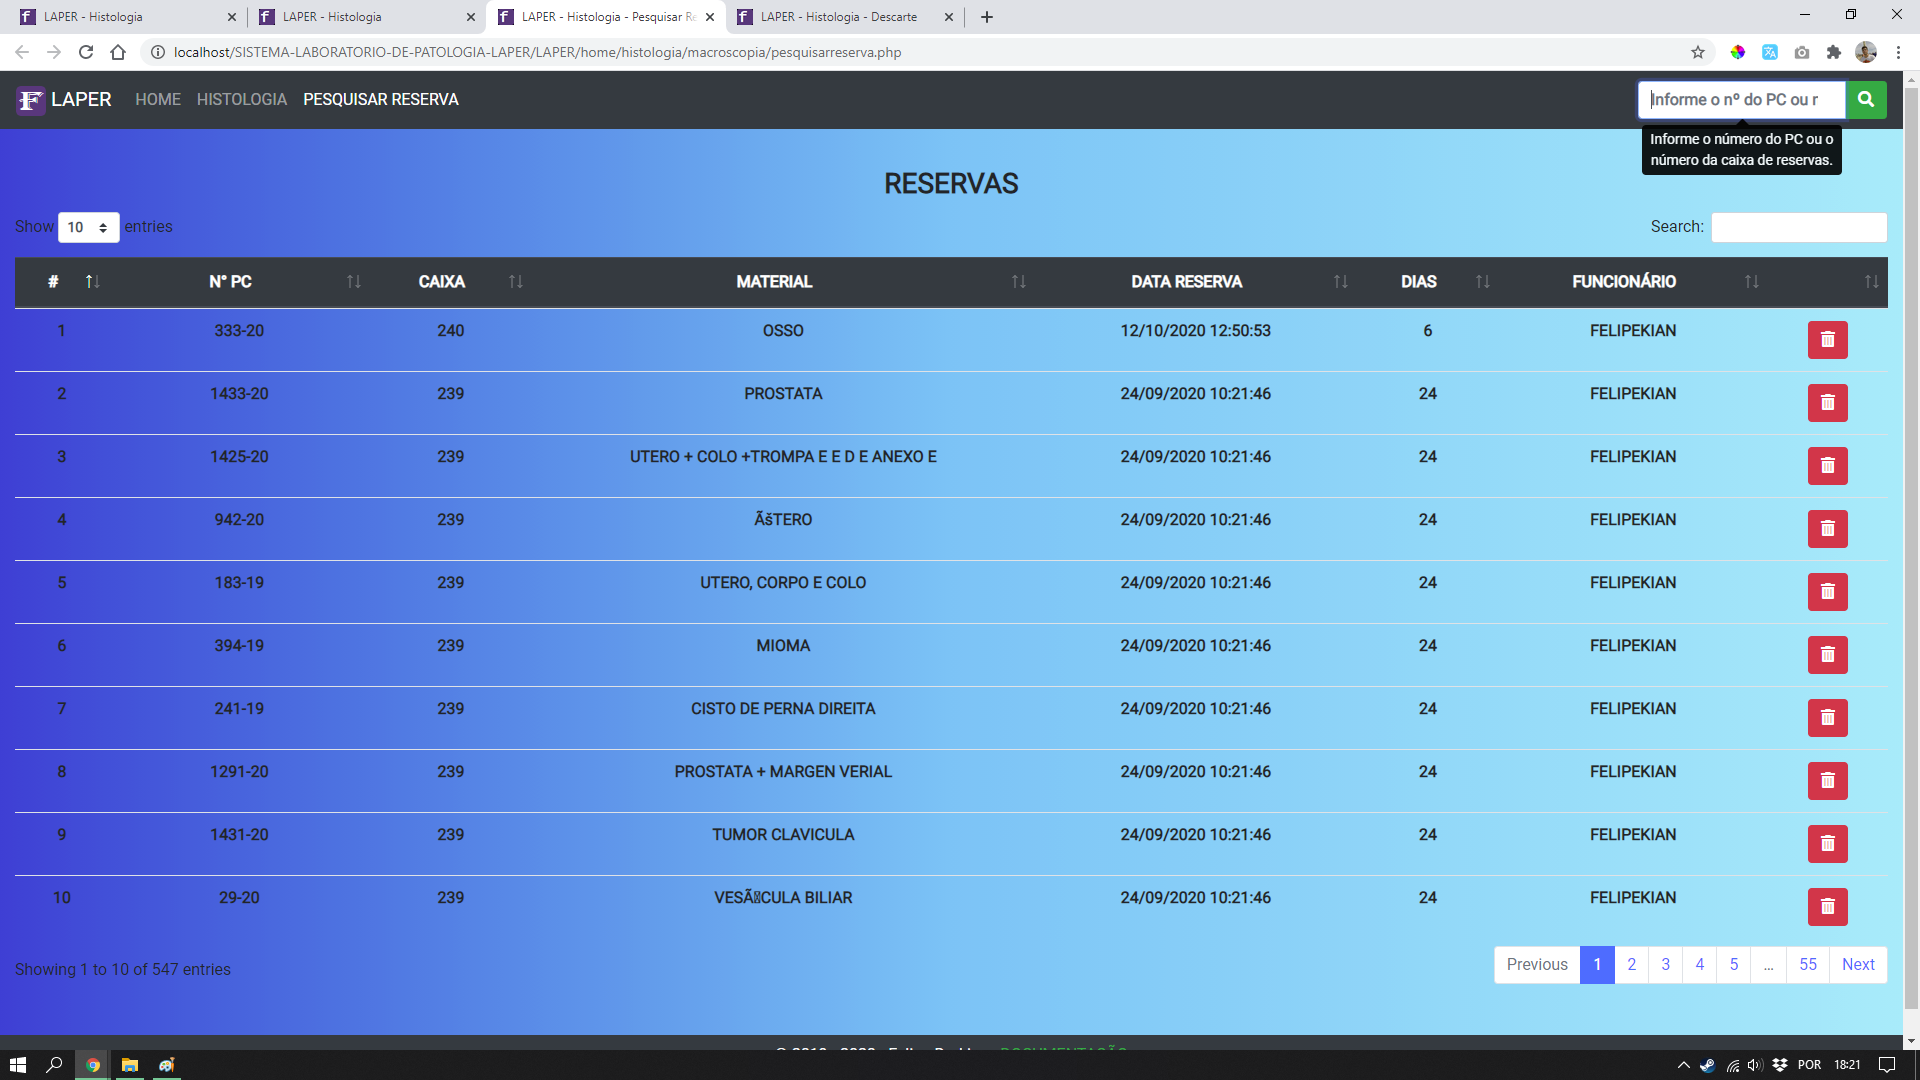 LAPER - Histologia
LAPER - Histologia
LAPER - Histologia - Pesquisar Re
LAPER - Histologia - Descarte
localhost/SISTEMA-LABORATORIO-DE-PATOLOGIA-LAPER/LAPER/home/histologia/macroscopia/pesquisarreserva.php
LAPER HOME HISTOLOGIA PESQUISAR RESERVA
Informe o nº do PC ou r
Informe o número do PC ou o
número da caixa de reservas.
RESERVAS
Show 10 entries
Search:
# N° PC CAIXA MATERIAL DATA RESERVA DIAS FUNCIONÁRIO
1 333-20 240 OSSO 12/10/2020 12:50:53 6 FELIPEKIAN
2 1433-20 239 PROSTATA 24/09/2020 10:21:46 24 FELIPEKIAN
3 1425-20 239 UTERO + COLO +TROMPA E E D E ANEXO E 24/09/2020 10:21:46 24 FELIPEKIAN
4 942-20 239 ÚTERO 24/09/2020 10:21:46 24 FELIPEKIAN
5 183-19 239 UTERO, CORPO E COLO 24/09/2020 10:21:46 24 FELIPEKIAN
6 394-19 239 MIOMA 24/09/2020 10:21:46 24 FELIPEKIAN
7 241-19 239 CISTO DE PERNA DIREITA 24/09/2020 10:21:46 24 FELIPEKIAN
8 1291-20 239 PROSTATA + MARGEN VERIAL 24/09/2020 10:21:46 24 FELIPEKIAN
9 1431-20 239 TUMOR CLAVICULA 24/09/2020 10:21:46 24 FELIPEKIAN
10 29-20 239 VESÃCULA BILIAR 24/09/2020 10:21:46 24 FELIPEKIAN
Showing 1 to 10 of 547 entries
Previous 1 2 3 4 5 … 55 Next
POR 18:21